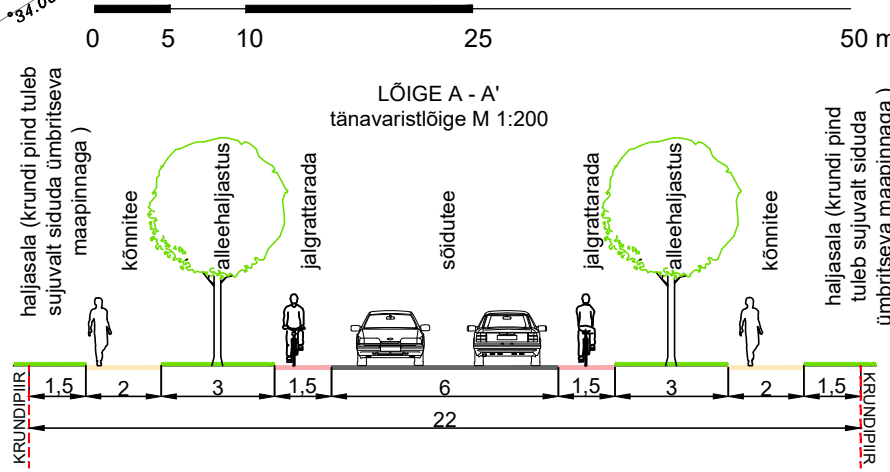 0 5 10 25 50 m
LÕIGE A - A'
tänavaristlõige M 1:200
haljasala (krundi pind tuleb
sujuvalt siduda ümbritseva
maapinnaga )
kõnnitee
alleehaljastus
jalgrattarada
sõidutee
jalgrattarada
alleehaljastus
kõnnitee
haljasala (krundi pind
tuleb sujuvalt siduda
ümbritseva maapinnaga )
KRUNDIPIIR
1,5 2 3 1,5 6 1,5 3 2 1,5
KRUNDIPIIR
22